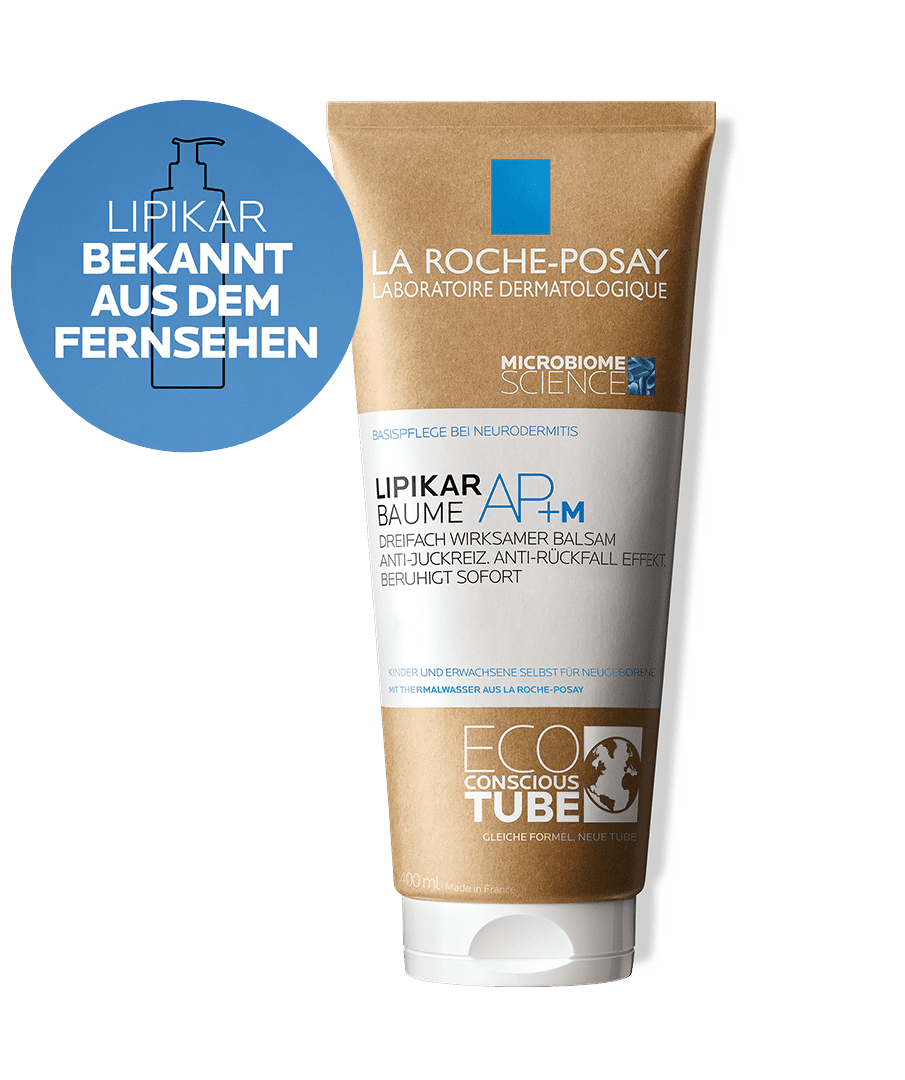 LIPIKAR
BEKANNT
AUS DEM
FERNSEHEN
LA ROCHE-POSAY
LABORATOIRE DERMATOLOGIQUE
MICROBIOME
SCIENCE
BASISPFLEGE BEI NEURODERMITIS
LIPIKAR
BAUME AP+M
DREIFACH WIRKSAMER BALSAM
ANTI-JUCKREIZ. ANTI-RÜCKFALL EFFEKT.
BERUHIGT SOFORT
KINDER UND ERWACHSENE SELBST FÜR NEUGEBORENE
MIT THERMALWASSER AUS LA ROCHE-POSAY
ECO
CONSCIOUS
TUBE
GLEICHE FORMEL, NEUE TUBE
400 ml Made in France